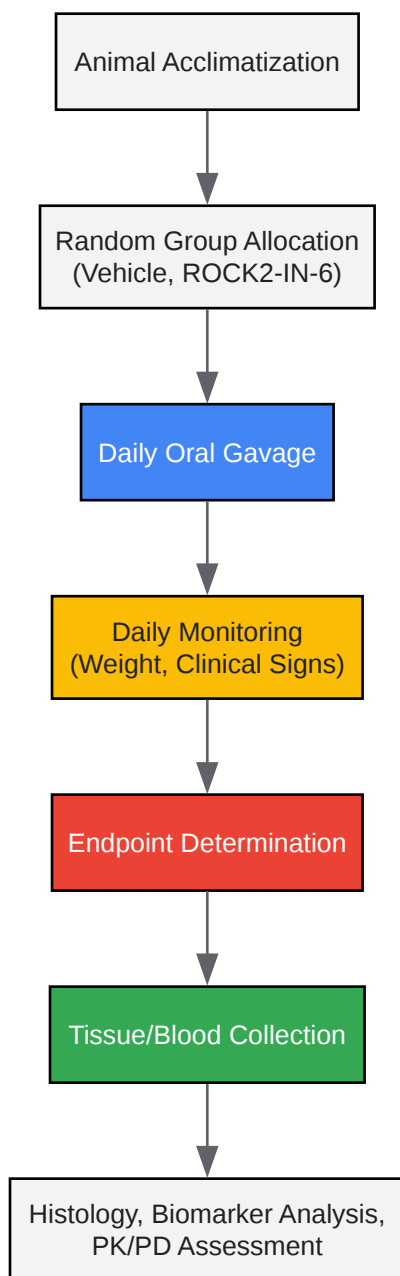 Animal Acclimatization
Random Group Allocation
(Vehicle, ROCK2-IN-6)
Daily Oral Gavage
Daily Monitoring
(Weight, Clinical Signs)
Endpoint Determination
Tissue/Blood Collection
Histology, Biomarker Analysis,
PK/PD Assessment